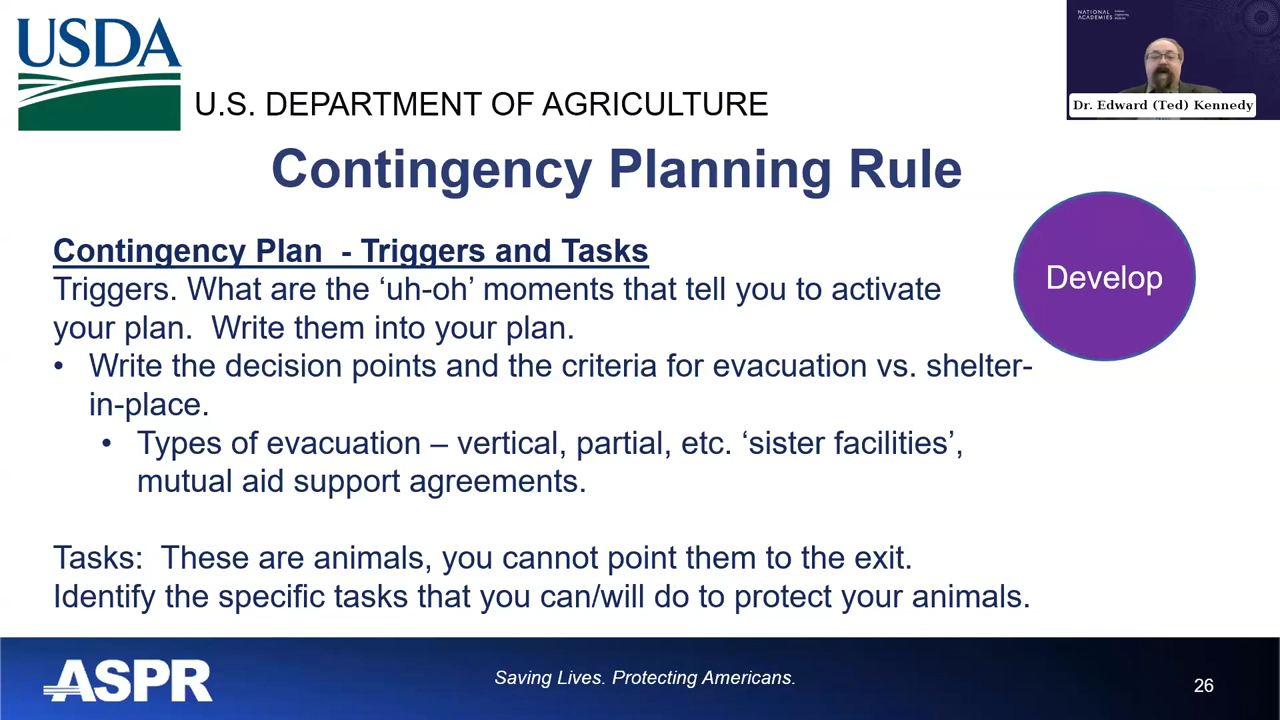 USDA
U.S. DEPARTMENT OF AGRICULTURE
NATIONAL
ACADEMIES
Dr. Edward (Ted) Kennedy
Contingency Planning Rule
Contingency Plan  - Triggers and Tasks
Triggers. What are the ‘uh-oh’ moments that tell you to activate
your plan.  Write them into your plan.
• Write the decision points and the criteria for evacuation vs. shelter-
in-place.
• Types of evacuation – vertical, partial, etc. ‘sister facilities’,
mutual aid support agreements.
Tasks:  These are animals, you cannot point them to the exit.
Identify the specific tasks that you can/will do to protect your animals.
Develop
ASPR
Saving Lives. Protecting Americans.
26